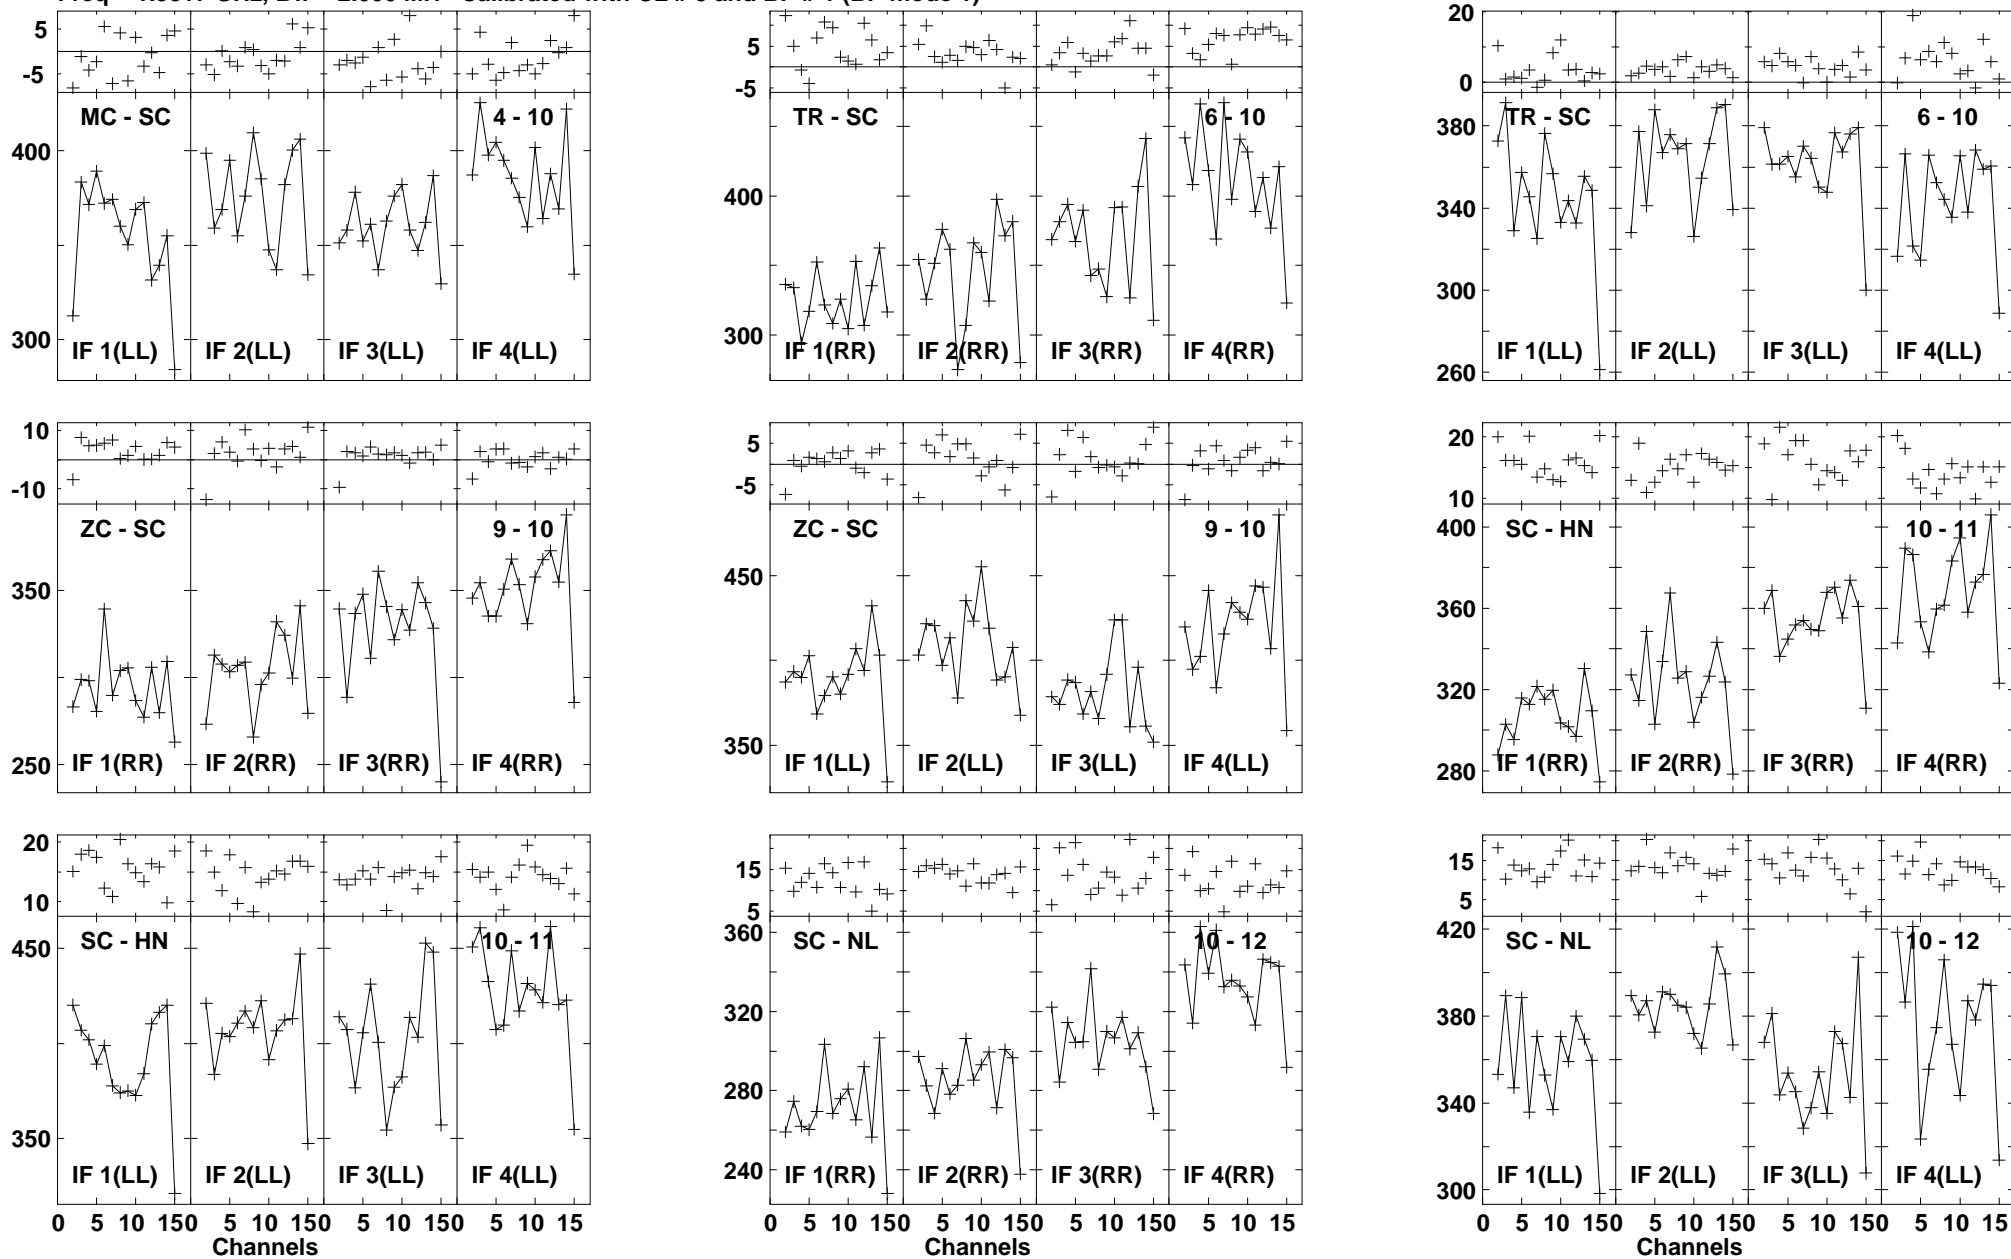 5
-5
MC - SC
4 - 10
400
300
IF 1(LL)
IF 2(LL)
IF 3(LL)
IF 4(LL)
5
-5
TR - SC
6 - 10
400
300
IF 1(RR)
IF 2(RR)
IF 3(RR)
IF 4(RR)
20
10
0
TR - SC
6 - 10
380
340
300
260
IF 1(LL)
IF 2(LL)
IF 3(LL)
IF 4(LL)
10
-10
ZC - SC
9 - 10
350
250
IF 1(RR)
IF 2(RR)
IF 3(RR)
IF 4(RR)
5
-5
ZC - SC
9 - 10
450
350
IF 1(LL)
IF 2(LL)
IF 3(LL)
IF 4(LL)
20
10
SC - HN
10 - 11
400
360
320
280
IF 1(RR)
IF 2(RR)
IF 3(RR)
IF 4(RR)
20
10
SC - HN
10 - 11
450
350
IF 1(LL)
IF 2(LL)
IF 3(LL)
IF 4(LL)
0 5 10 150 5 10 150 5 10 150 5 10 15
Channels
15
5
SC - NL
10 - 12
360
320
280
240
IF 1(RR)
IF 2(RR)
IF 3(RR)
IF 4(RR)
0 5 10 150 5 10 150 5 10 150 5 10 15
Channels
15
5
SC - NL
10 - 12
420
380
340
300
IF 1(LL)
IF 2(LL)
IF 3(LL)
IF 4(LL)
0 5 10 150 5 10 150 5 10 150 5 10 15
Channels